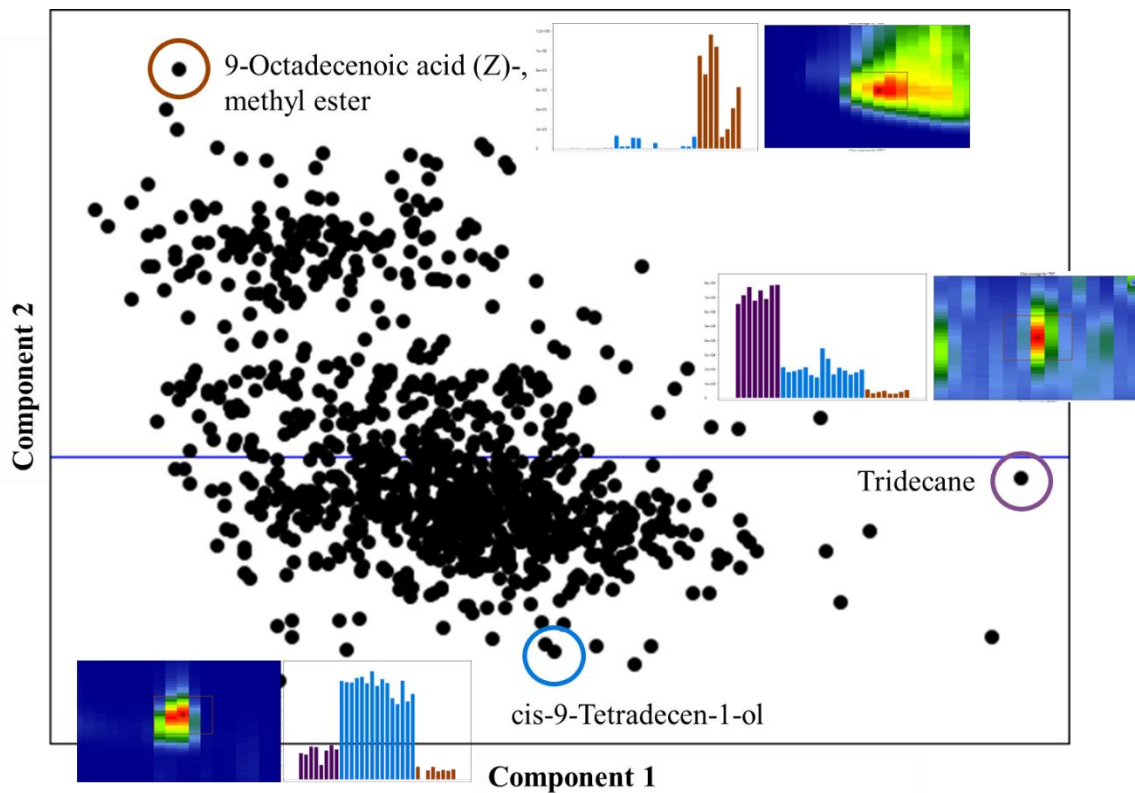 9-Octadecenoic acid (Z)-,
methyl ester
Component 2
Tridecane
cis-9-Tetradecen-1-ol
Component 1